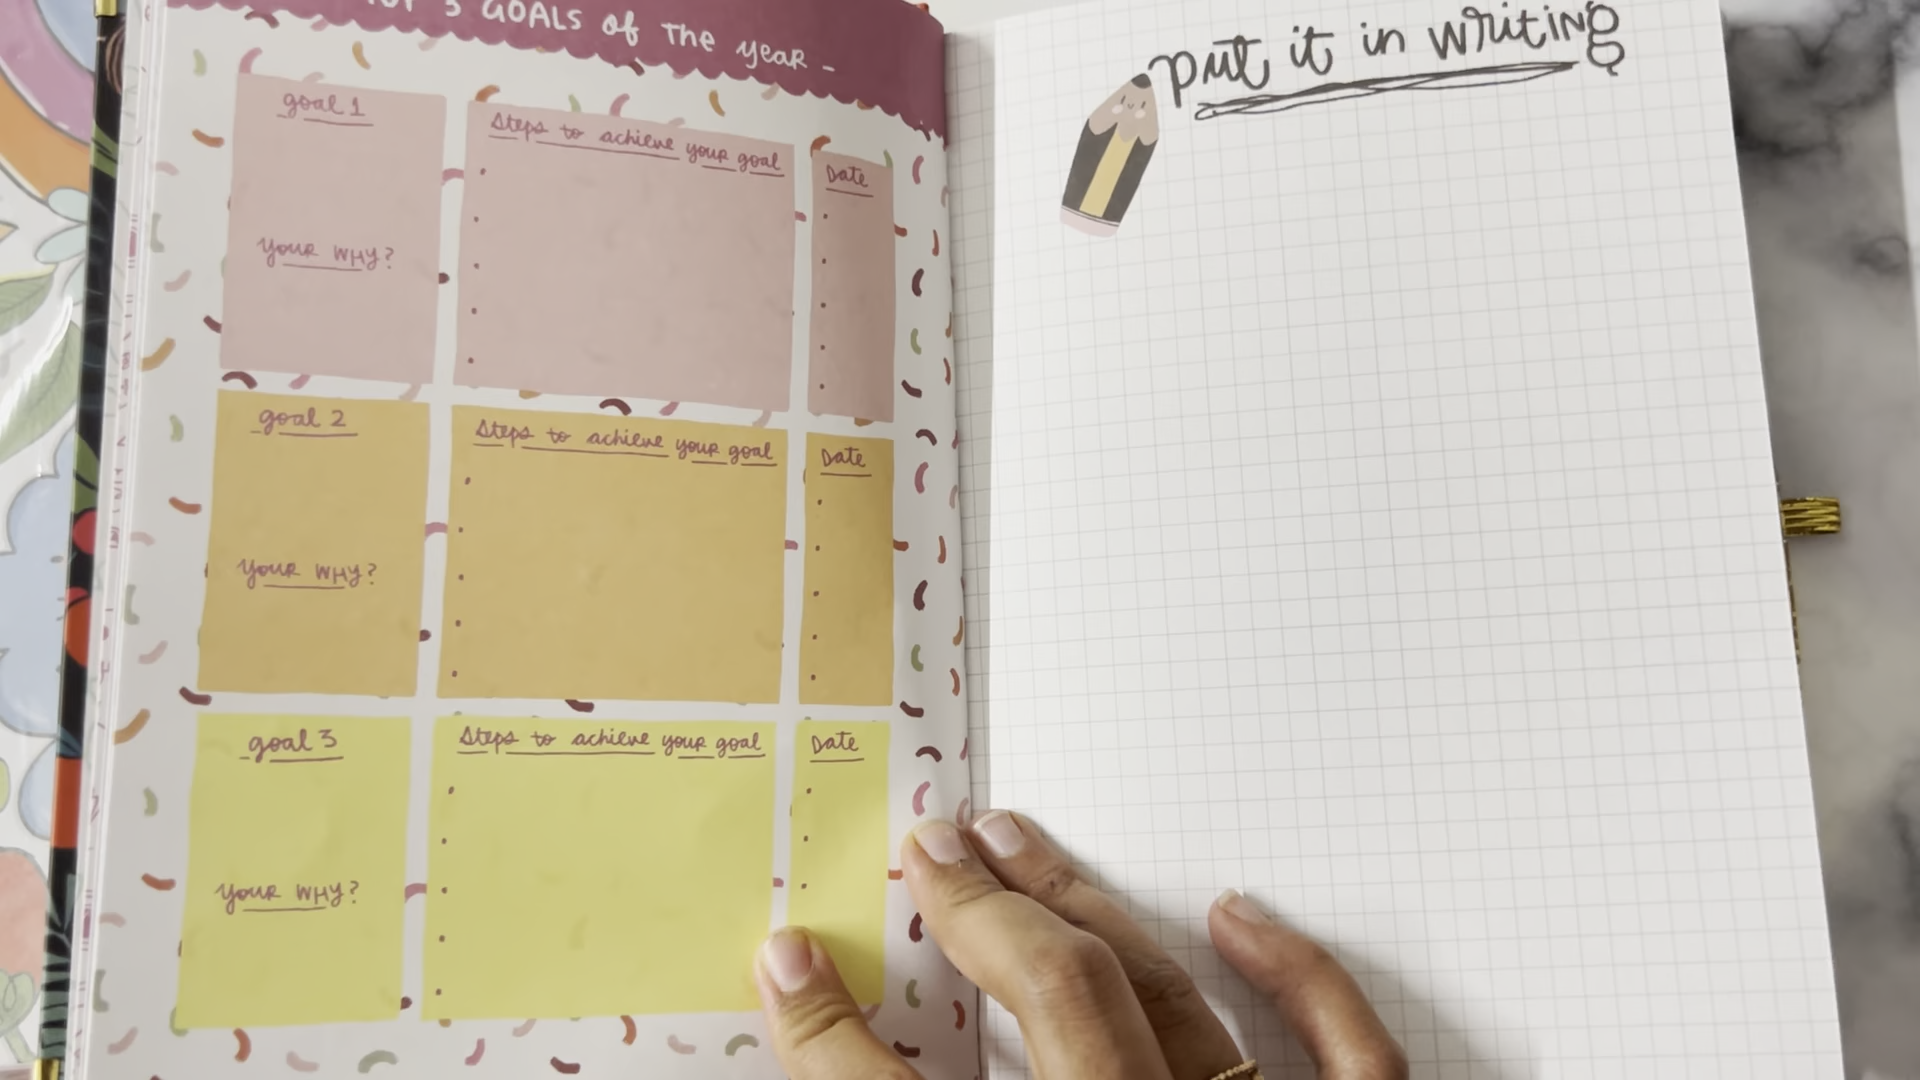 3 GOALS of The year -
goal 1
Your WHY?
Steps to achieve your goal
Date
goal 2
Your WHY?
Steps to achieve your goal
Date
goal 3
Your WHY?
Steps to achieve your goal
Date
put it in writing